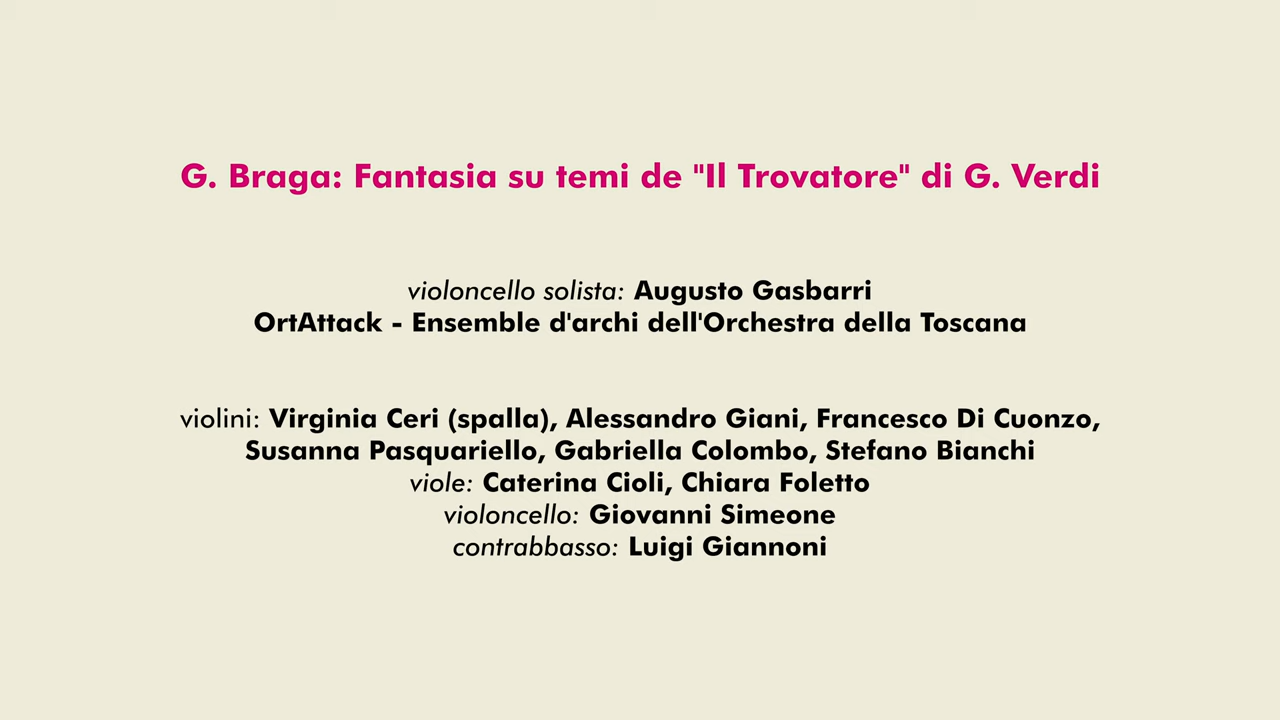 G. Braga: Fantasia su temi de "Il Trovatore" di G. Verdi
violoncello solista: Augusto Gasbarri
OrtAttack - Ensemble d'archi dell'Orchestra della Toscana
violini: Virginia Ceri (spalla), Alessandro Giani, Francesco Di Cuonzo,
Susanna Pasquariello, Gabriella Colombo, Stefano Bianchi
viole: Caterina Cioli, Chiara Foletto
violoncello: Giovanni Simeone
contrabbasso: Luigi Giannoni